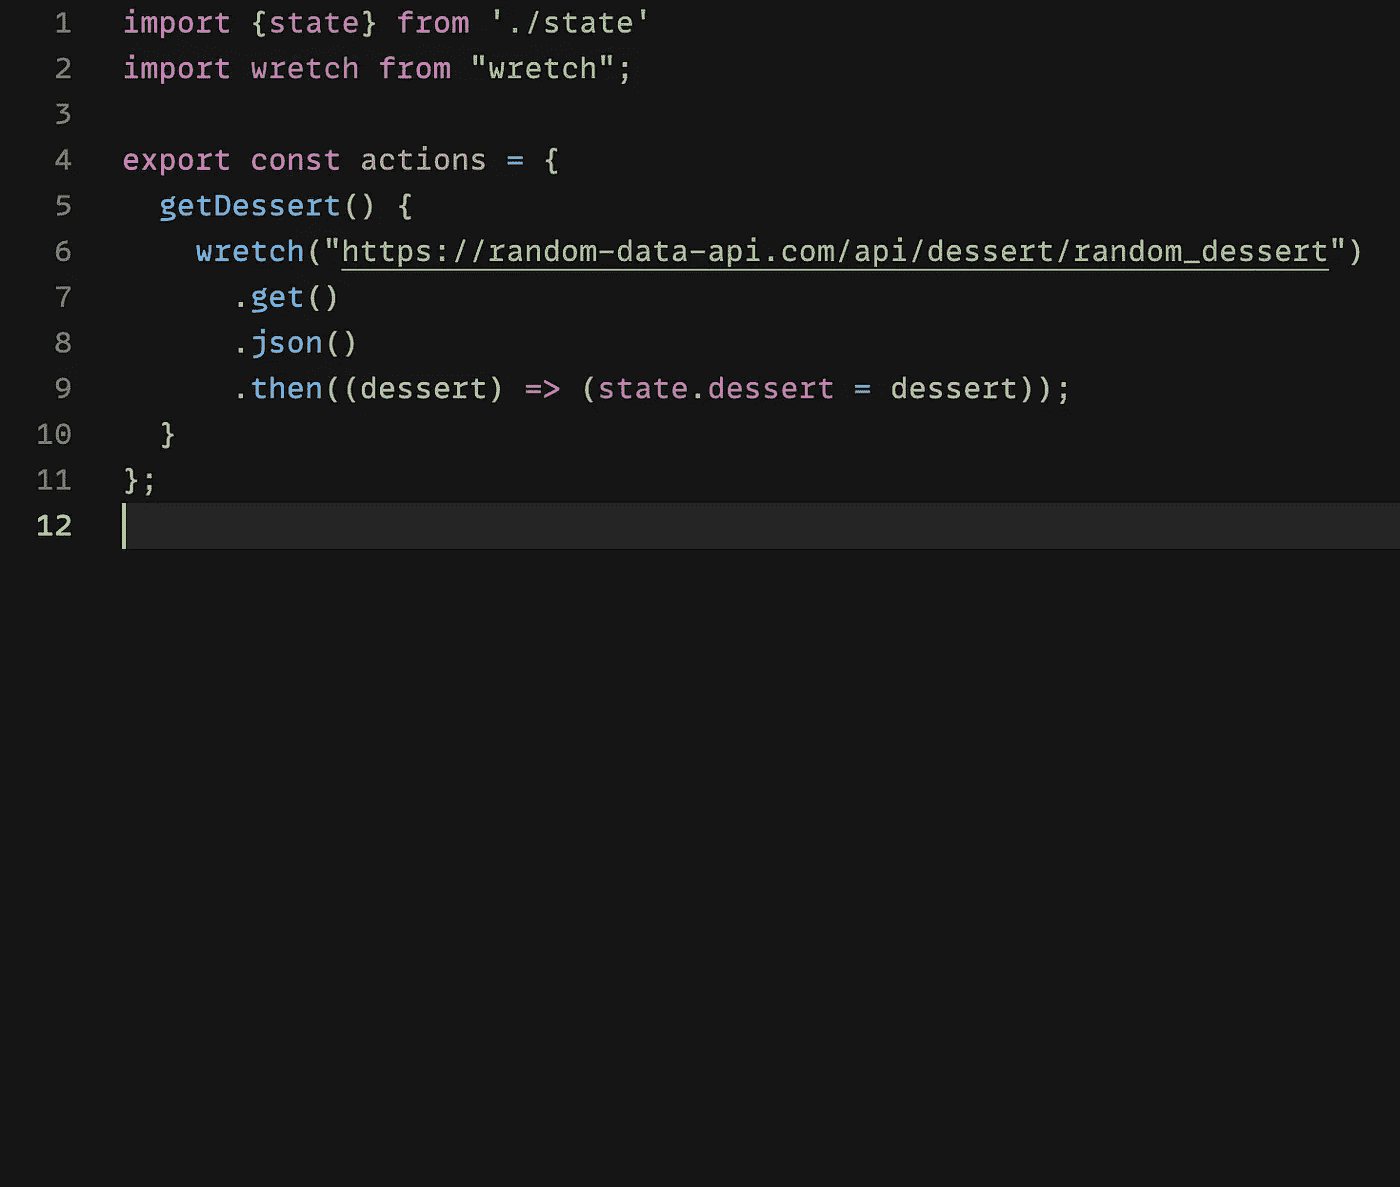 1 import {state} from './state'
2 import wretch from "wretch";
3
4 export const actions = {
5   getDessert() {
6     wretch("https://random-data-api.com/api/dessert/random_dessert")
7       .get()
8       .json()
9       .then((dessert) => (state.dessert = dessert));
10   }
11 };
12